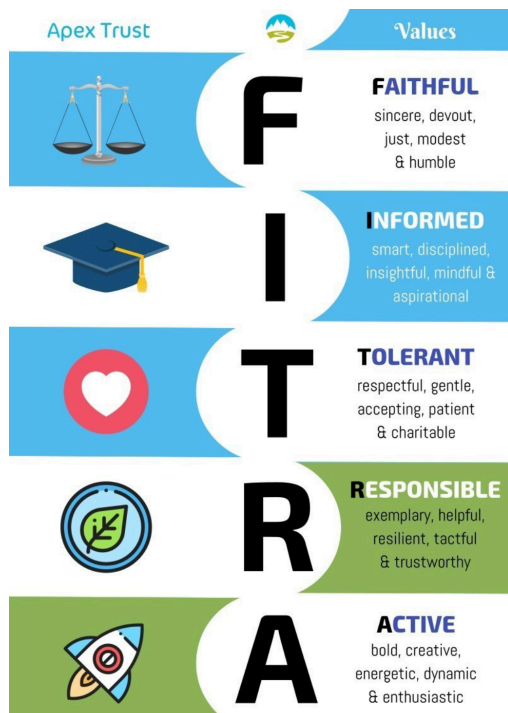 Apex Trust
Values
F
FAITHFUL
sincere, devout,
just, modest
& humble
I
INFORMED
smart, disciplined,
insightful, mindful &
aspirational
T
TOLERANT
respectful, gentle,
accepting, patient
& charitable
R
RESPONSIBLE
exemplary, helpful,
resilient, tactful
& trustworthy
A
ACTIVE
bold, creative,
energetic, dynamic
& enthusiastic